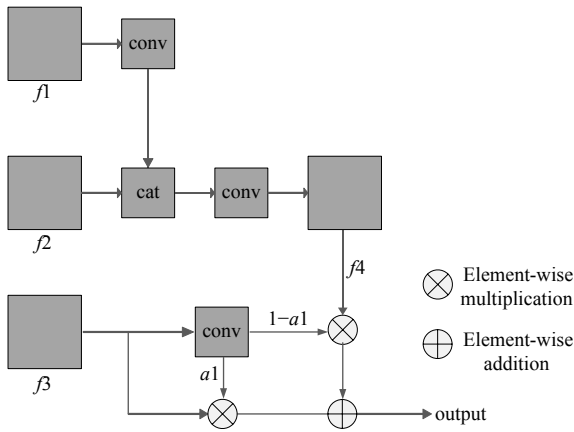 conv
f1
cat
conv
f2
f4
Element-wise
multiplication
conv
1−a1
Element-wise
addition
f3
a1
output